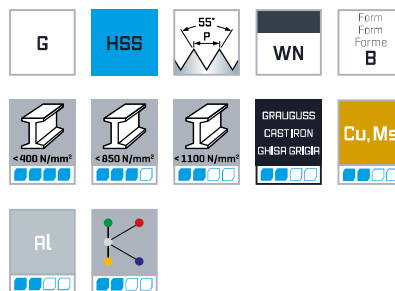 G
HSS
55°
P
WN
Form
Form
Forme
B
<400 N/mm²
<850 N/mm²
<1100 N/mm²
GRAUGUSS
CAST IRON
GHISA GRIGIA
Cu, Ms
Al